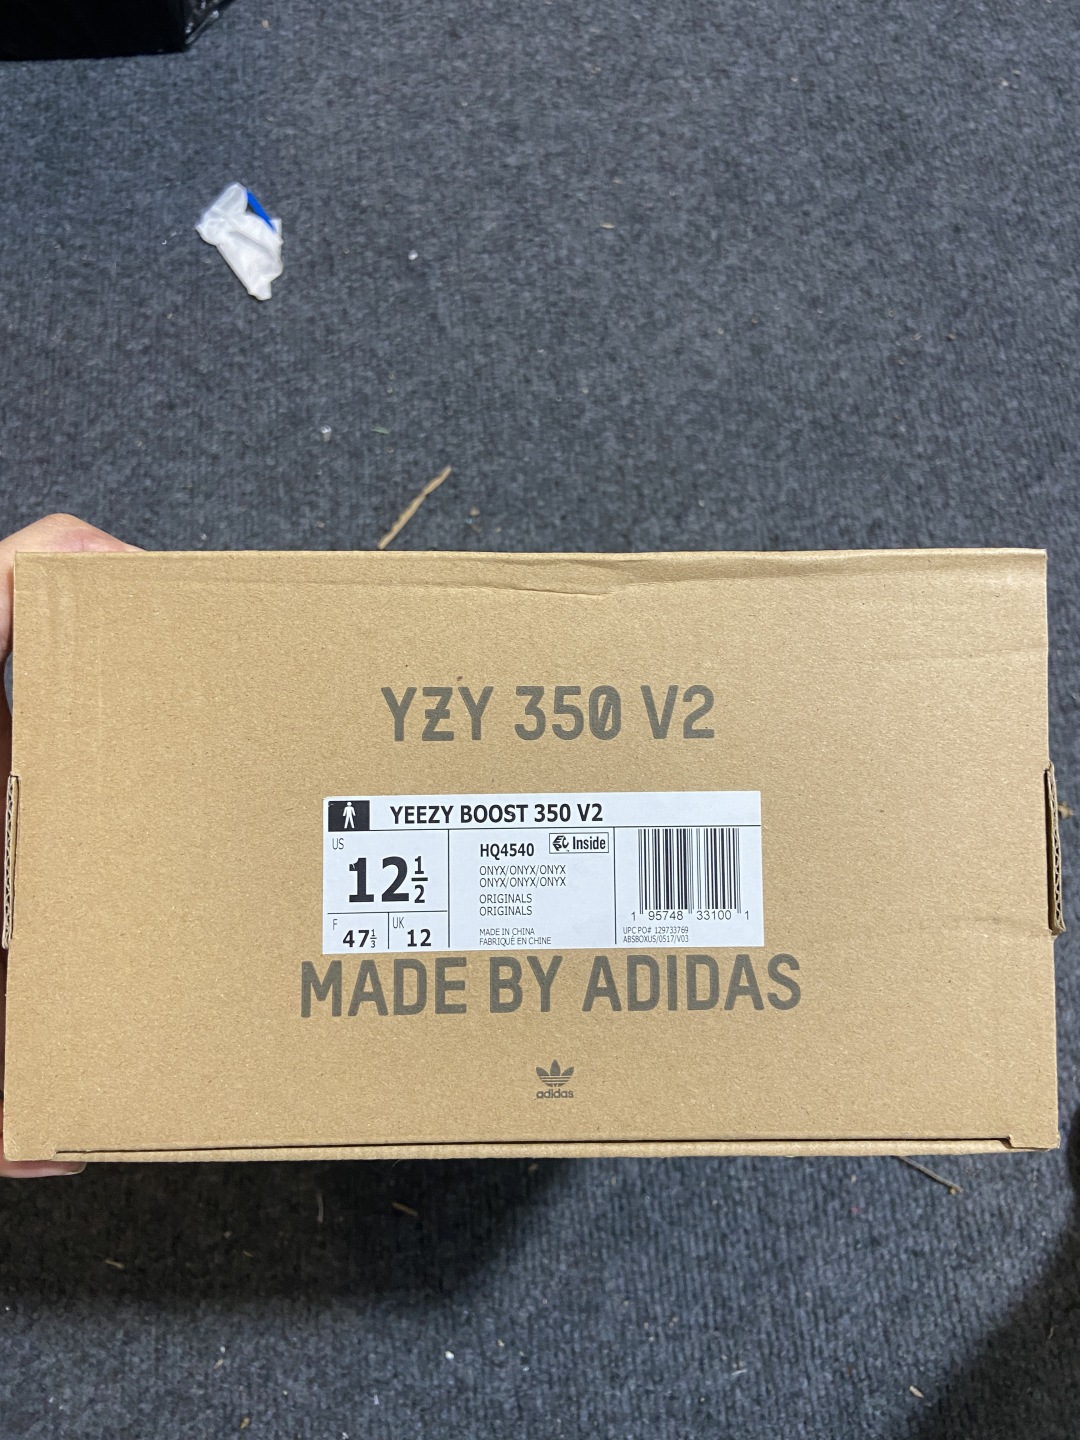 YZY 350 V2
YEEZY BOOST 350 V2
US
12 1/2
F
47 1/3
UK
12
HQ4540
Inside
ONYX/ONYX/ONYX
ONYX/ONYX/ONYX
ORIGINALS
ORIGINALS
MADE IN CHINA
FABRIQUÉ EN CHINE
1 95748 33100 1
UPC PO# 129733769
ABSBOXUS/0517/V03
MADE BY ADIDAS
adidas